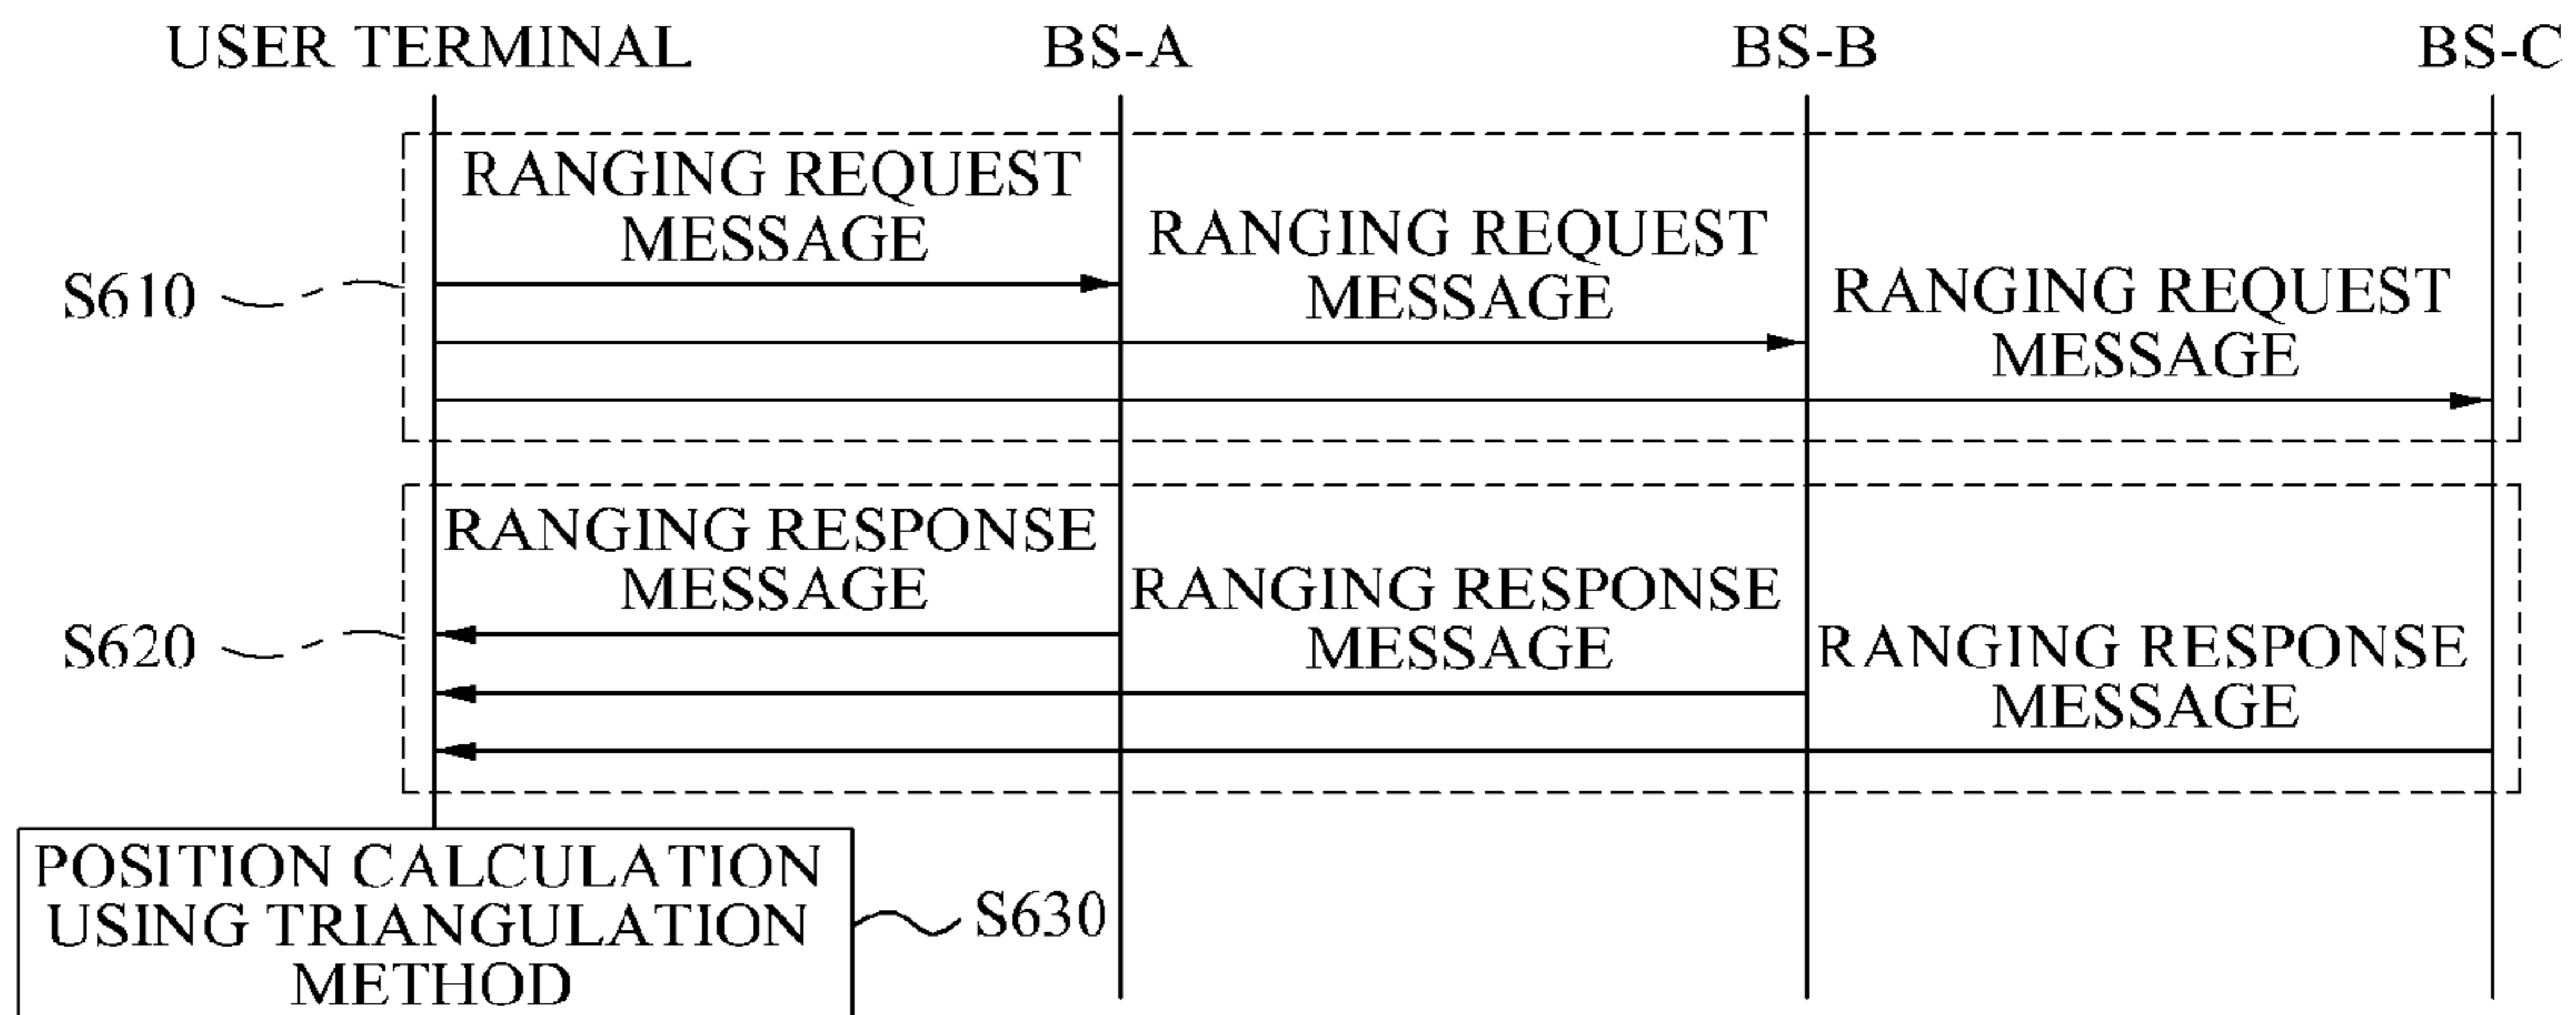 USER TERMINAL
BS-A
BS-B
BS-C
RANGING REQUEST
MESSAGE
RANGING REQUEST
MESSAGE
RANGING REQUEST
MESSAGE
S610
RANGING RESPONSE
MESSAGE
RANGING RESPONSE
MESSAGE
RANGING RESPONSE
MESSAGE
S620
POSITION CALCULATION
USING TRIANGULATION
METHOD
S630